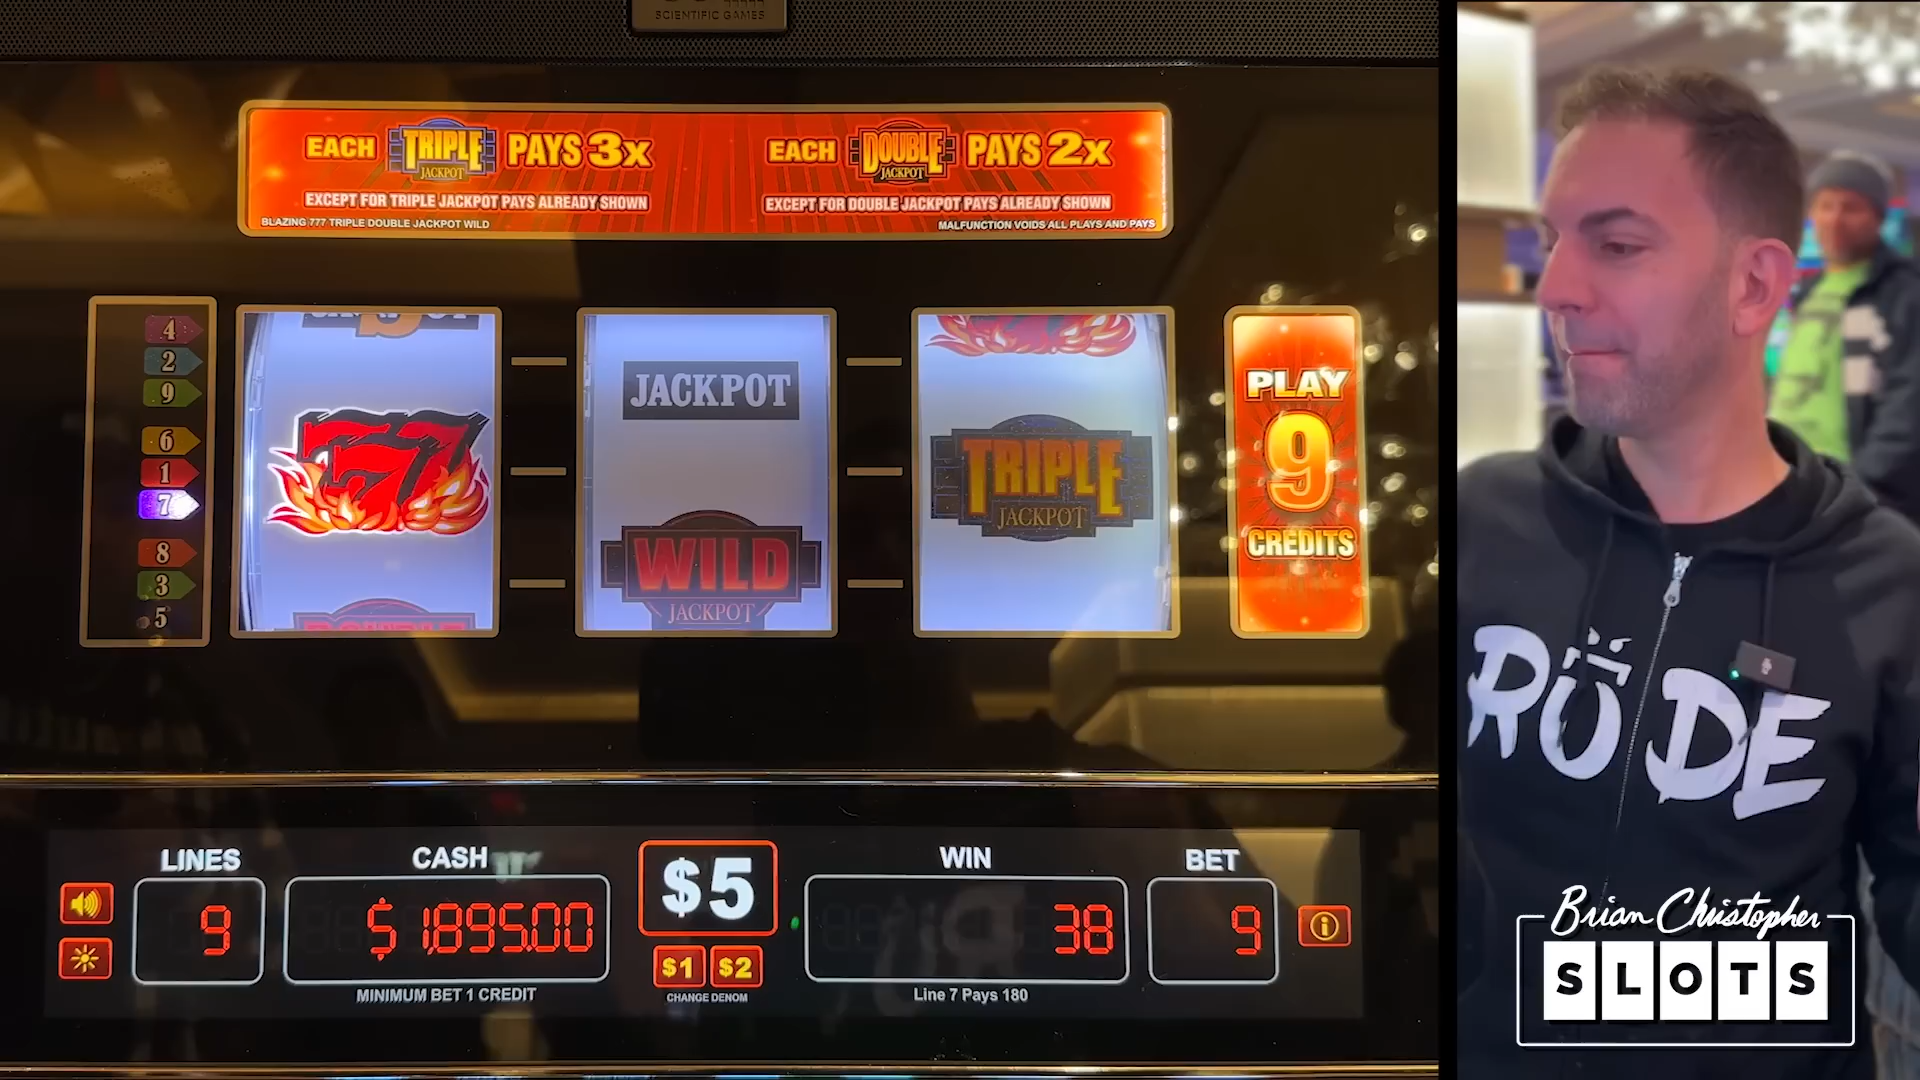 SCIENTIFIC GAMES
EACH TRIPLE JACKPOT PAYS 3x
EXCEPT FOR TRIPLE JACKPOT PAYS ALREADY SHOWN
BLAZING 777 TRIPLE DOUBLE JACKPOT WILD
EACH DOUBLE JACKPOT PAYS 2x
EXCEPT FOR DOUBLE JACKPOT PAYS ALREADY SHOWN
MALFUNCTION VOIDS ALL PLAYS AND PAYS
4
2
9
6
1
7
8
3
5
777
JACKPOT
WILD
JACKPOT
TRIPLE
JACKPOT
PLAY
9
CREDITS
LINES
9
CASH
$ 1895.00
MINIMUM BET 1 CREDIT
$5
$1 $2
CHANGE DENOM
WIN
38
Line 7 Pays 180
BET
9
RUDE
Brian Christopher
SLOTS